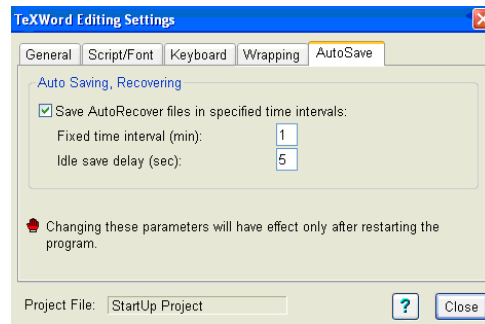 TeXWord Editing Settings
General Script/Font Keyboard Wrapping AutoSave
Auto Saving, Recovering
Save AutoRecover files in specified time intervals:
Fixed time interval (min): 1
Idle save delay (sec): 5
Changing these parameters will have effect only after restarting the
program.
Project File: StartUp Project ? Close